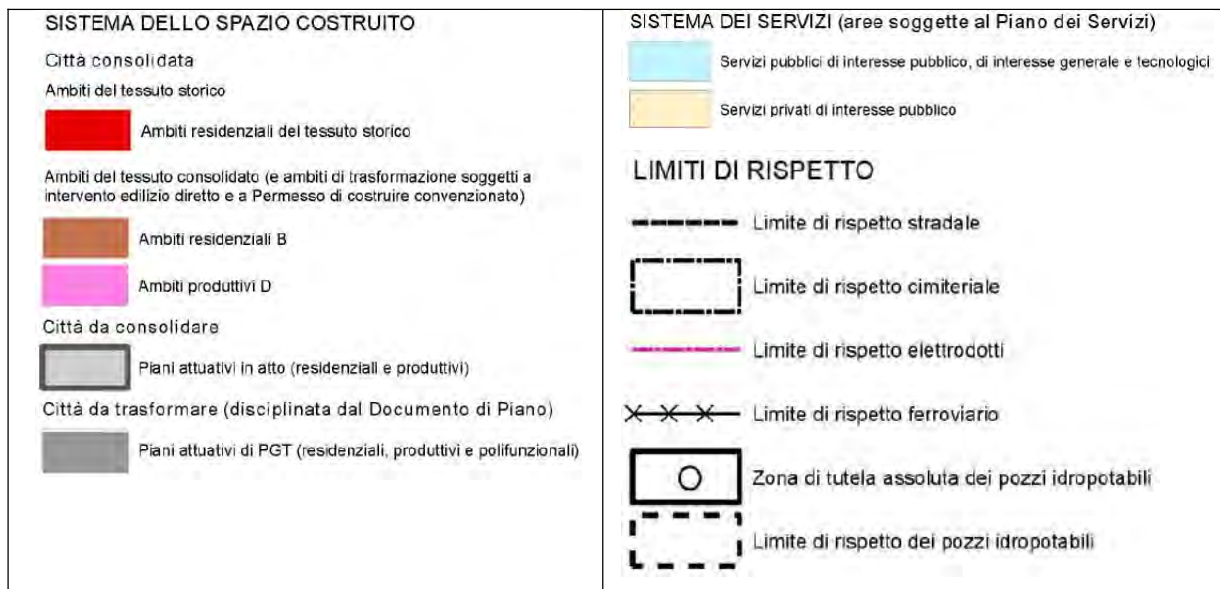 SISTEMA DELLO SPAZIO COSTRUITO
Città consolidata
Ambiti del tessuto storico
Ambiti residenziali del tessuto storico
Ambiti del tessuto consolidato (e ambiti di trasformazione soggetti a
intervento edilizio diretto e a Permesso di costruire convenzionato)
Ambiti residenziali B
Ambiti produttivi D
Città da consolidare
Piani attuativi in atto (residenziali e produttivi)
Città da trasformare (disciplinata dal Documento di Piano)
Piani attuativi di PGT (residenziali, produttivi e polifunzionali)
SISTEMA DEI SERVIZI (aree soggette al Piano dei Servizi)
Servizi pubblici di interesse pubblico, di interesse generale e tecnologici
Servizi privati di interesse pubblico
LIMITI DI RISPETTO
Limite di rispetto stradale
Limite di rispetto cimiteriale
Limite di rispetto elettrodotti
Limite di rispetto ferroviario
Zona di tutela assoluta dei pozzi idropotabili
Limite di rispetto dei pozzi idropotabili